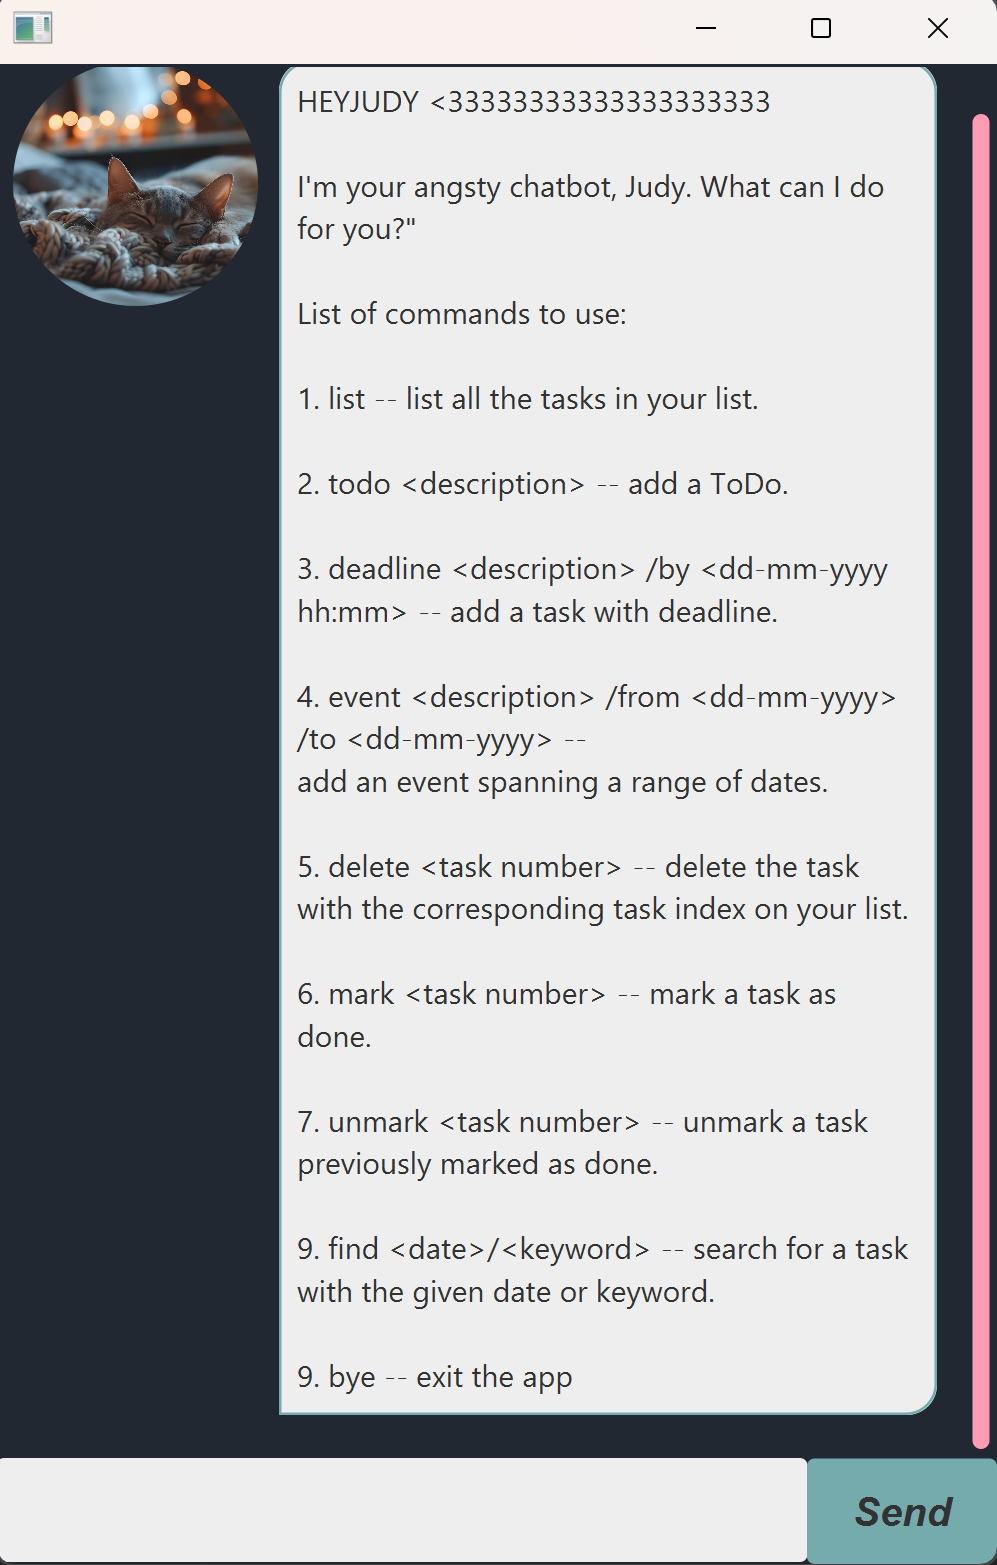 HEYJUDY <33333333333333333333
I'm your angsty chatbot, Judy. What can I do
for you?"
List of commands to use:
1. list -- list all the tasks in your list.
2. todo <description> -- add a ToDo.
3. deadline <description> /by <dd-mm-yyyy
hh:mm> -- add a task with deadline.
4. event <description> /from <dd-mm-yyyy>
/to <dd-mm-yyyy> --
add an event spanning a range of dates.
5. delete <task number> -- delete the task
with the corresponding task index on your list.
6. mark <task number> -- mark a task as
done.
7. unmark <task number> -- unmark a task
previously marked as done.
9. find <date>/<keyword> -- search for a task
with the given date or keyword.
9. bye -- exit the app
Send